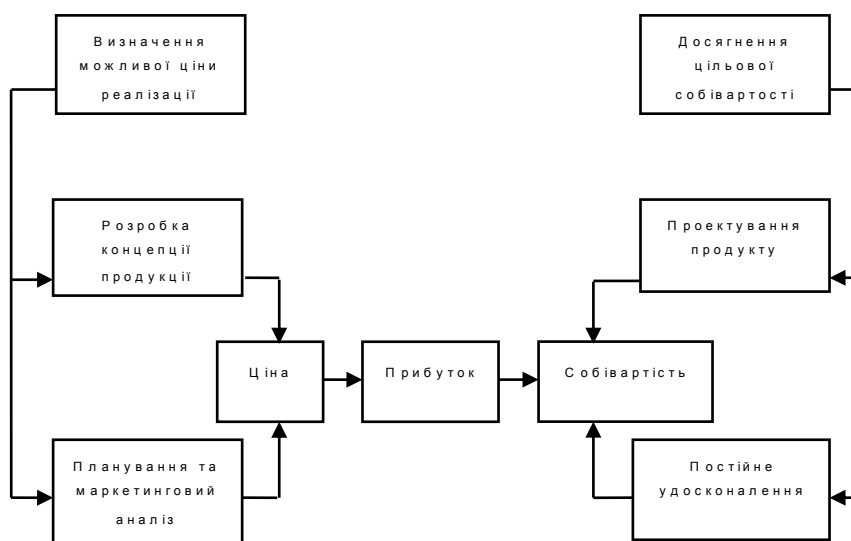 Визначення
можливої ціни
реалізації
Досягнення
цільової
собівартості
Розробка
концепції
продукції
Проектування
продукту
Ціна
Прибуток
Собівартість
Планування та
маркетинговий
аналіз
Постійне
удосконалення